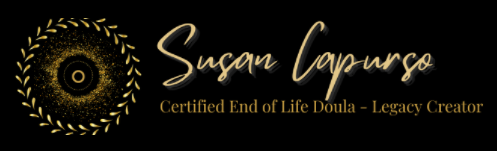 Susan Capurso
Certified End of Life Doula - Legacy Creator